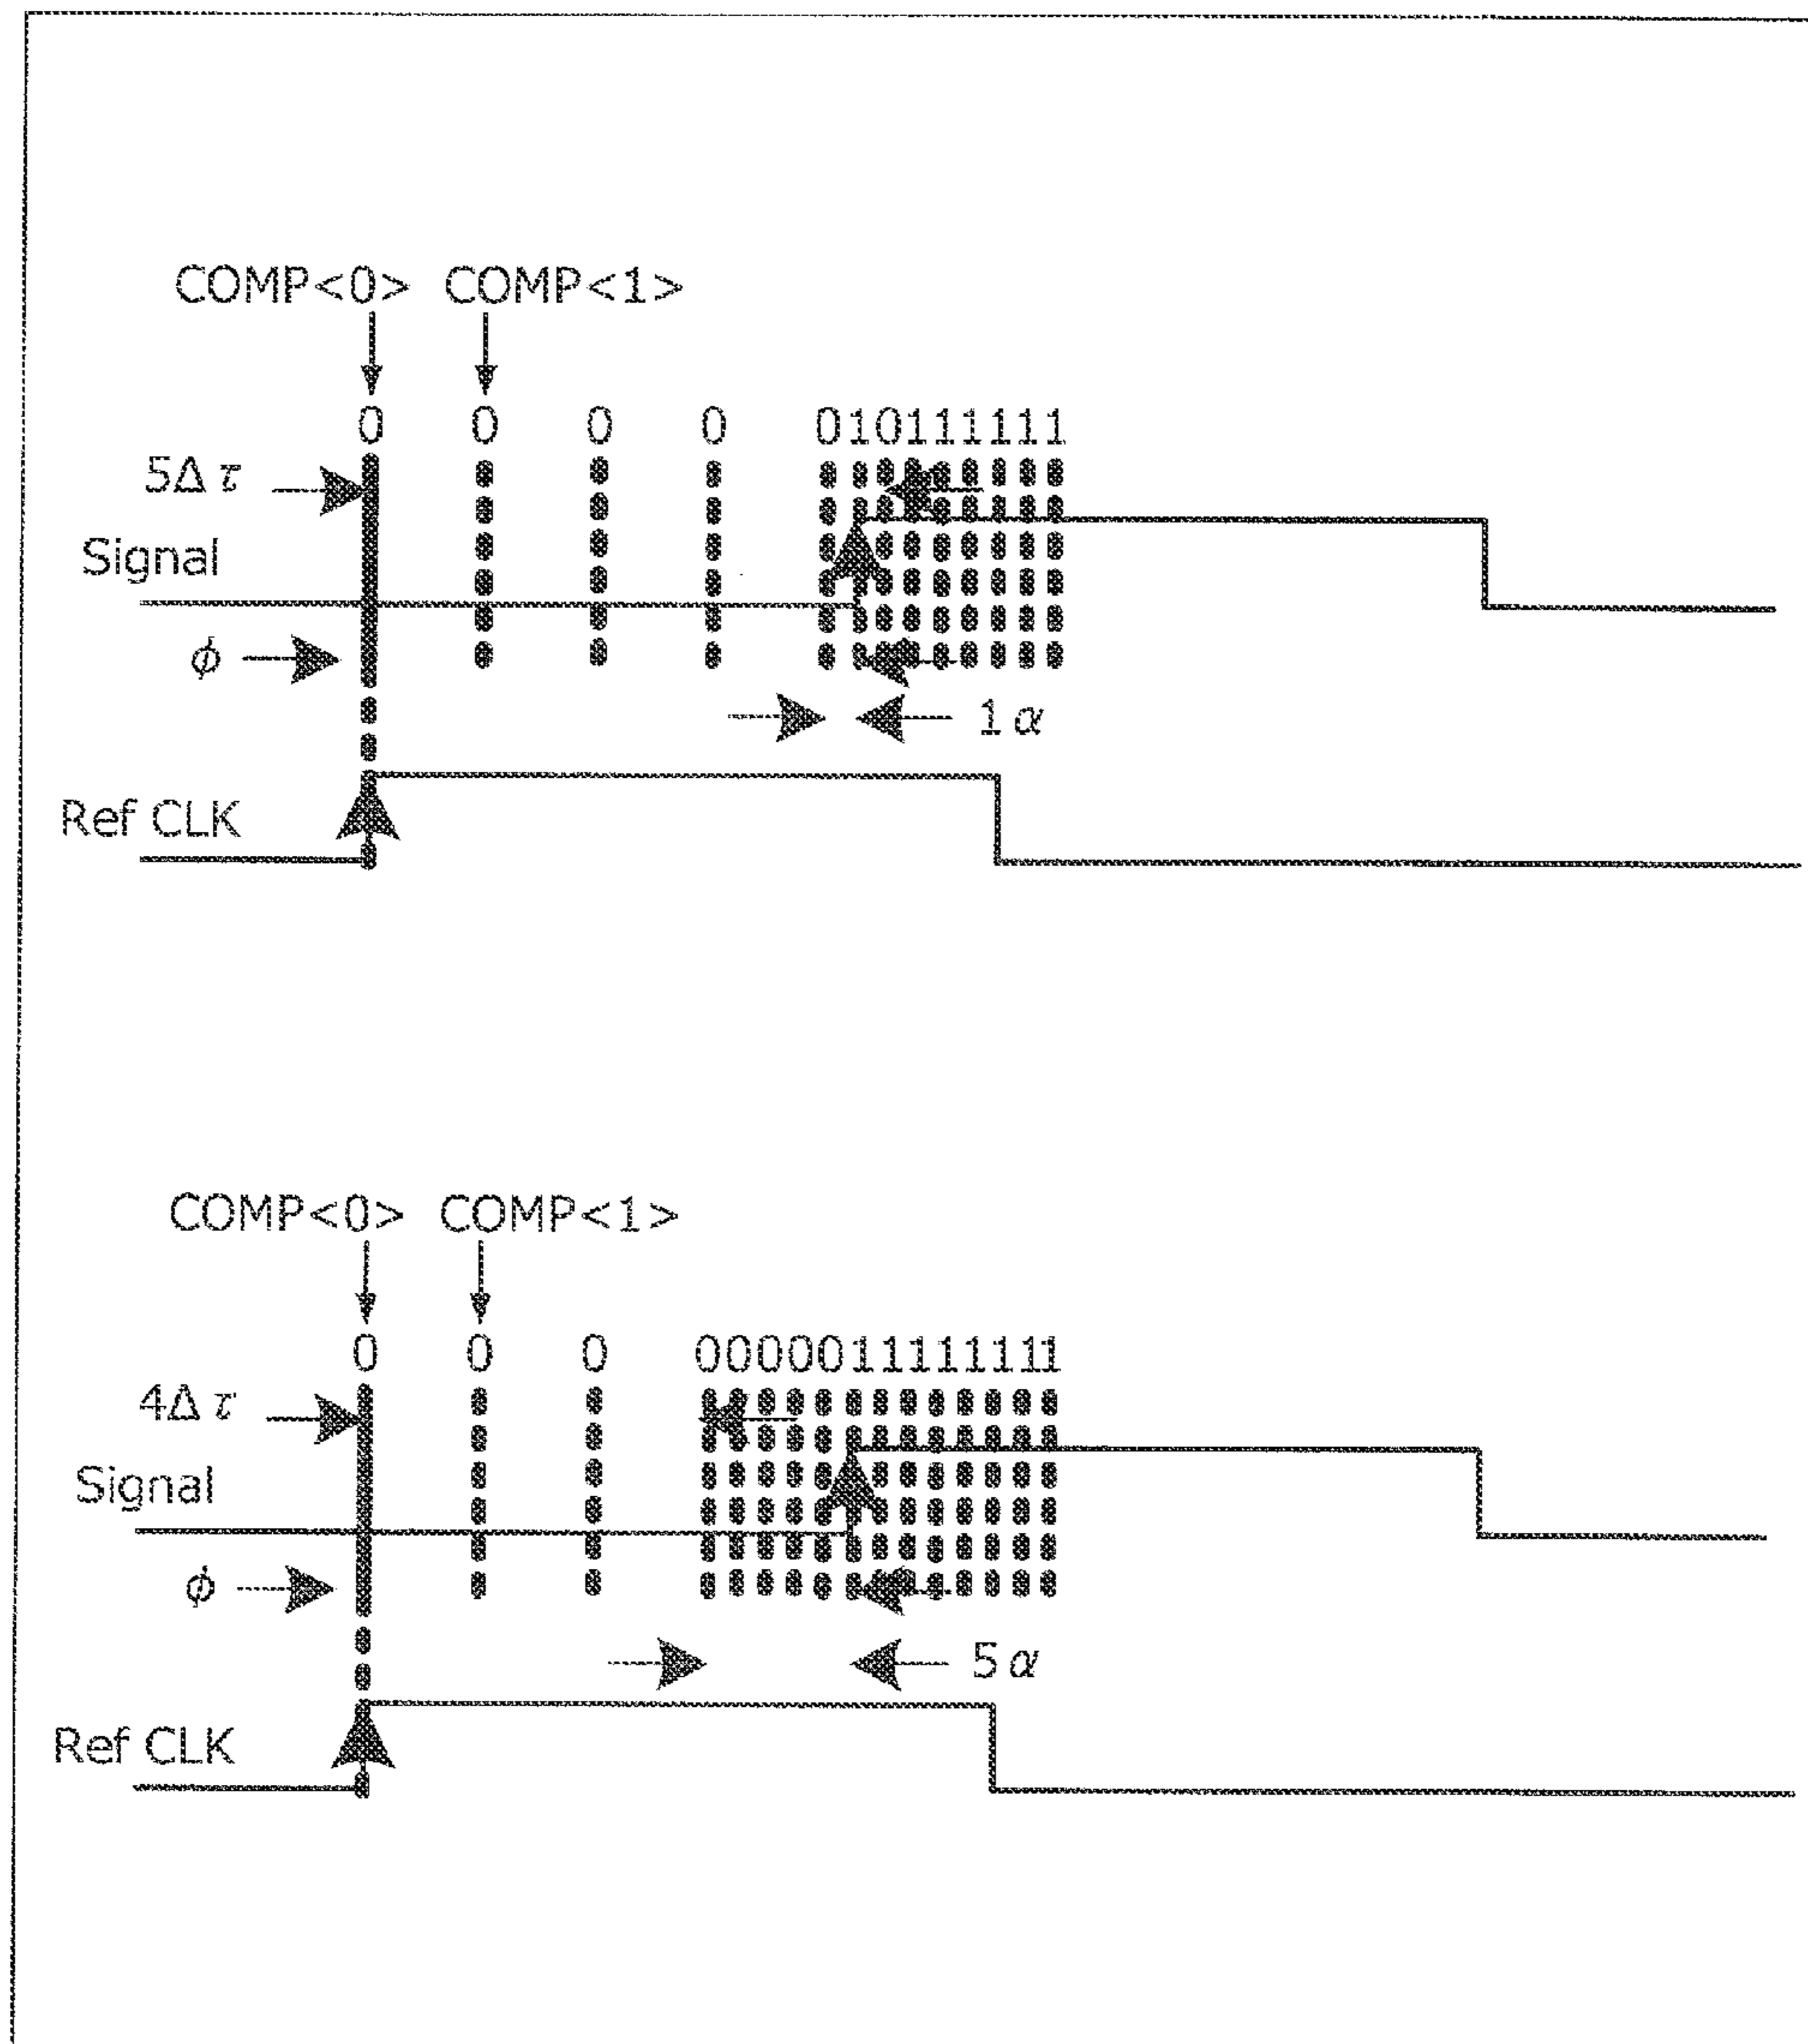 COMP<0> COMP<1>
0 0 0 0 010111111
5Δτ
Signal
ϕ
1α
Ref CLK
COMP<0> COMP<1>
0 0 0 0000011111111
4Δτ
Signal
ϕ
5α
Ref CLK